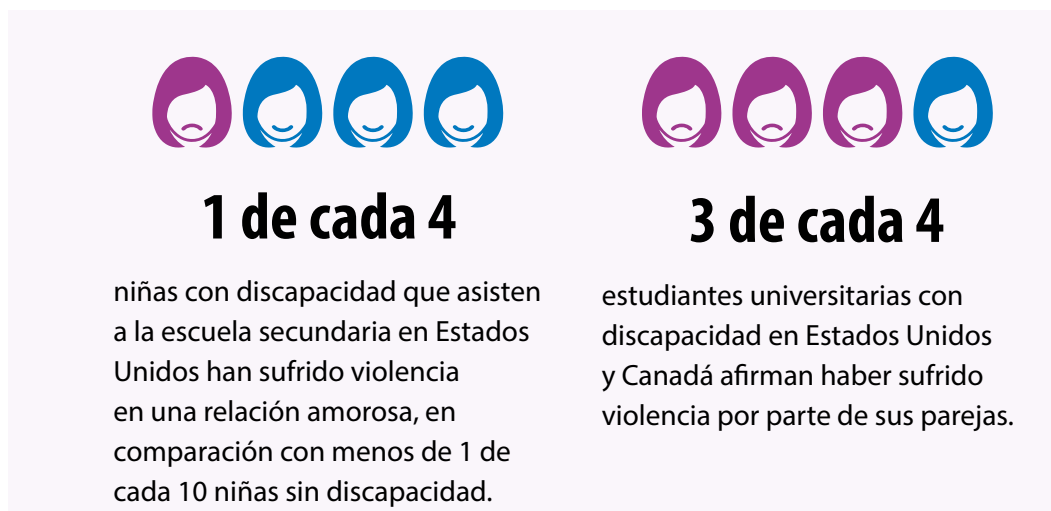 1 de cada 4
niñas con discapacidad que asisten
a la escuela secundaria en Estados
Unidos han sufrido violencia
en una relación amorosa, en
comparación con menos de 1 de
cada 10 niñas sin discapacidad.
3 de cada 4
estudiantes universitarias con
discapacidad en Estados Unidos
y Canadá afirman haber sufrido
violencia por parte de sus parejas.